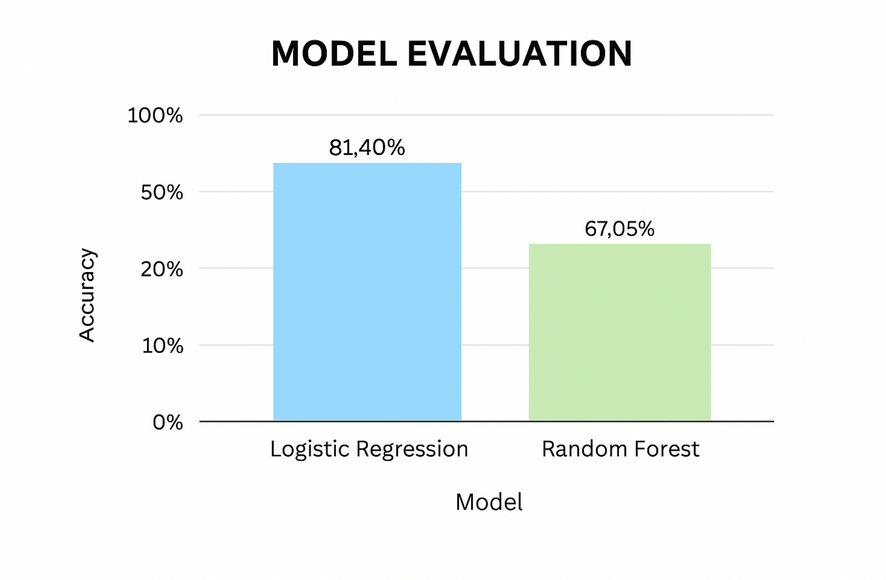 MODEL EVALUATION
100%
81,40%
50%
67,05%
20%
Accuracy
10%
0%
Logistic Regression Random Forest
Model